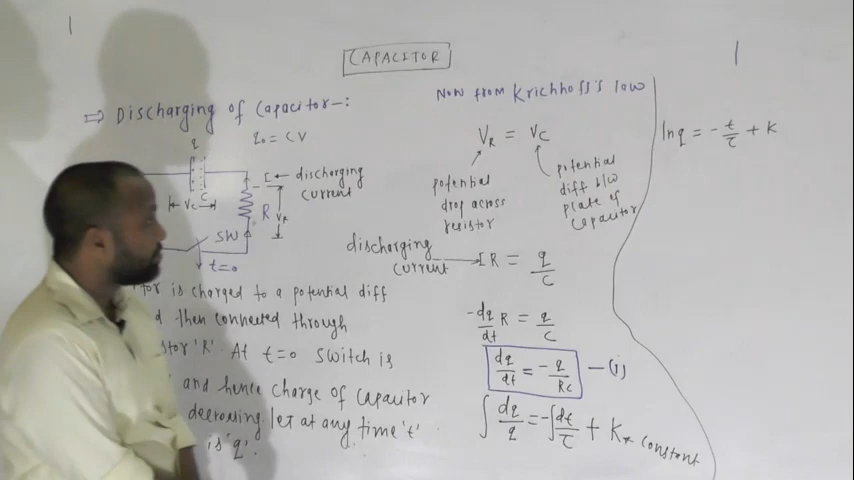 CAPACITOR
⇒ Discharging of Capacitor-:
q₀ = CV
q
I ← discharging
current
C
Vc
R
VR
SW
t=0
tor is charged to a potential diff
d then connected through
stor 'R'. At t=0 switch is
and hence charge of capacitor
decreasing. let at any time 't'
is 'q'.
Now from Krichhoff's law
VR = VC
potential
drop across
resistor
potential
diff b/w
plate of
capacitor
discharging
current → IR = q/C
-dq/dt R = q/C
dq/dt = -q/RC —(i)
∫ dq/q = -∫ dt/τ + K → constant
ln q = -t/τ + K